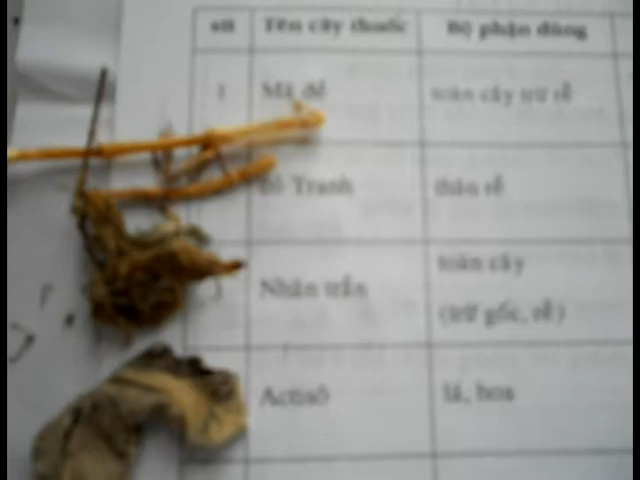 stt Tên cây thuốc Bộ phận dùng
1 Mã đề toàn cây trừ rễ
Tranh thân rễ
Nhân trần toàn cây
(trừ gốc, rễ)
Actisô lá, hoa